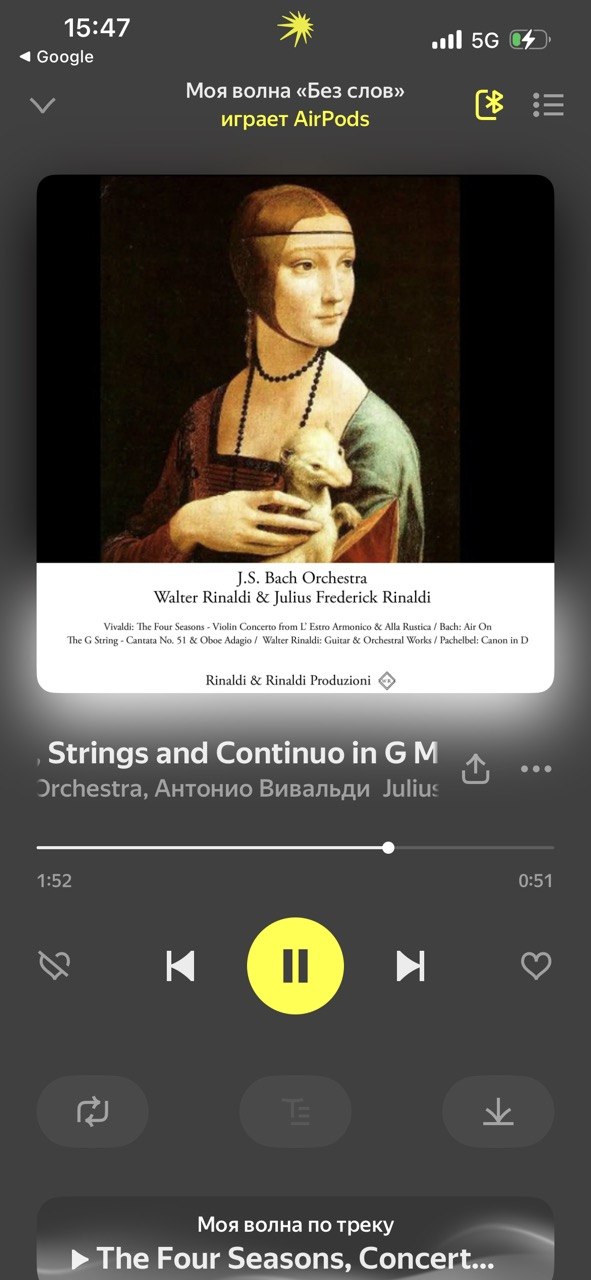 15:47
5G
◀ Google
Моя волна «Без слов»
играет AirPods
J.S. Bach Orchestra
Walter Rinaldi & Julius Frederick Rinaldi
Vivaldi: The Four Seasons - Violin Concerto from L' Estro Armonico & Alla Rustica / Bach: Air On
The G String - Cantata No. 51 & Oboe Adagio / Walter Rinaldi: Guitar & Orchestral Works / Pachelbel: Canon in D
Rinaldi & Rinaldi Produzioni
, Strings and Continuo in G M
Orchestra, Антонио Вивальди Julius
1:52
0:51
Моя волна по треку
The Four Seasons, Concert...